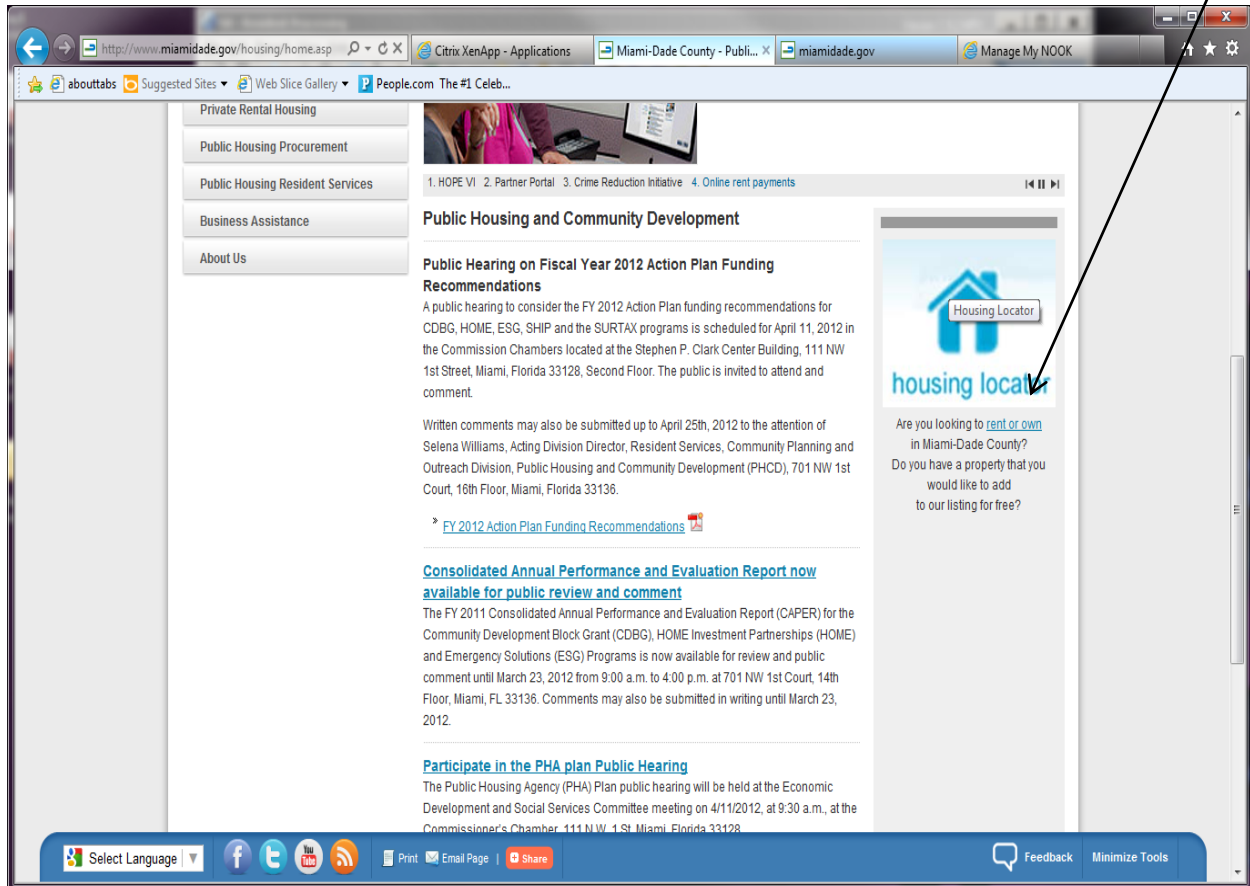 http://www.miamidade.gov/housing/home.asp
Citrix XenApp - Applications
Miami-Dade County - Publi...
miamidade.gov
Manage My NOOK
abouttabs
Suggested Sites
Web Slice Gallery
People.com The #1 Celeb...
Private Rental Housing
Public Housing Procurement
Public Housing Resident Services
Business Assistance
About Us
1. HOPE VI 2. Partner Portal 3. Crime Reduction Initiative 4. Online rent payments
Public Housing and Community Development
Public Hearing on Fiscal Year 2012 Action Plan Funding
Recommendations
A public hearing to consider the FY 2012 Action Plan funding recommendations for
CDBG, HOME, ESG, SHIP and the SURTAX programs is scheduled for April 11, 2012 in
the Commission Chambers located at the Stephen P. Clark Center Building, 111 NW
1st Street, Miami, Florida 33128, Second Floor. The public is invited to attend and
comment.
Written comments may also be submitted up to April 25th, 2012 to the attention of
Selena Williams, Acting Division Director, Resident Services, Community Planning and
Outreach Division, Public Housing and Community Development (PHCD), 701 NW 1st
Court, 16th Floor, Miami, Florida 33136.
» FY 2012 Action Plan Funding Recommendations
Consolidated Annual Performance and Evaluation Report now
available for public review and comment
The FY 2011 Consolidated Annual Performance and Evaluation Report (CAPER) for the
Community Development Block Grant (CDBG), HOME Investment Partnerships (HOME)
and Emergency Solutions (ESG) Programs is now available for review and public
comment until March 23, 2012 from 9:00 a.m. to 4:00 p.m. at 701 NW 1st Court, 14th
Floor, Miami, FL 33136. Comments may also be submitted in writing until March 23,
2012.
Participate in the PHA plan Public Hearing
The Public Housing Agency (PHA) Plan public hearing will be held at the Economic
Development and Social Services Committee meeting on 4/11/2012, at 9:30 a.m., at the
Commissioner's Chamber, 111 N.W. 1 St. Miami, Florida 33128
Housing Locator
housing locator
Are you looking to rent or own
in Miami-Dade County?
Do you have a property that you
would like to add
to our listing for free?
Select Language
f
t
You Tube
Print
Email Page |
Share
Feedback
Minimize Tools